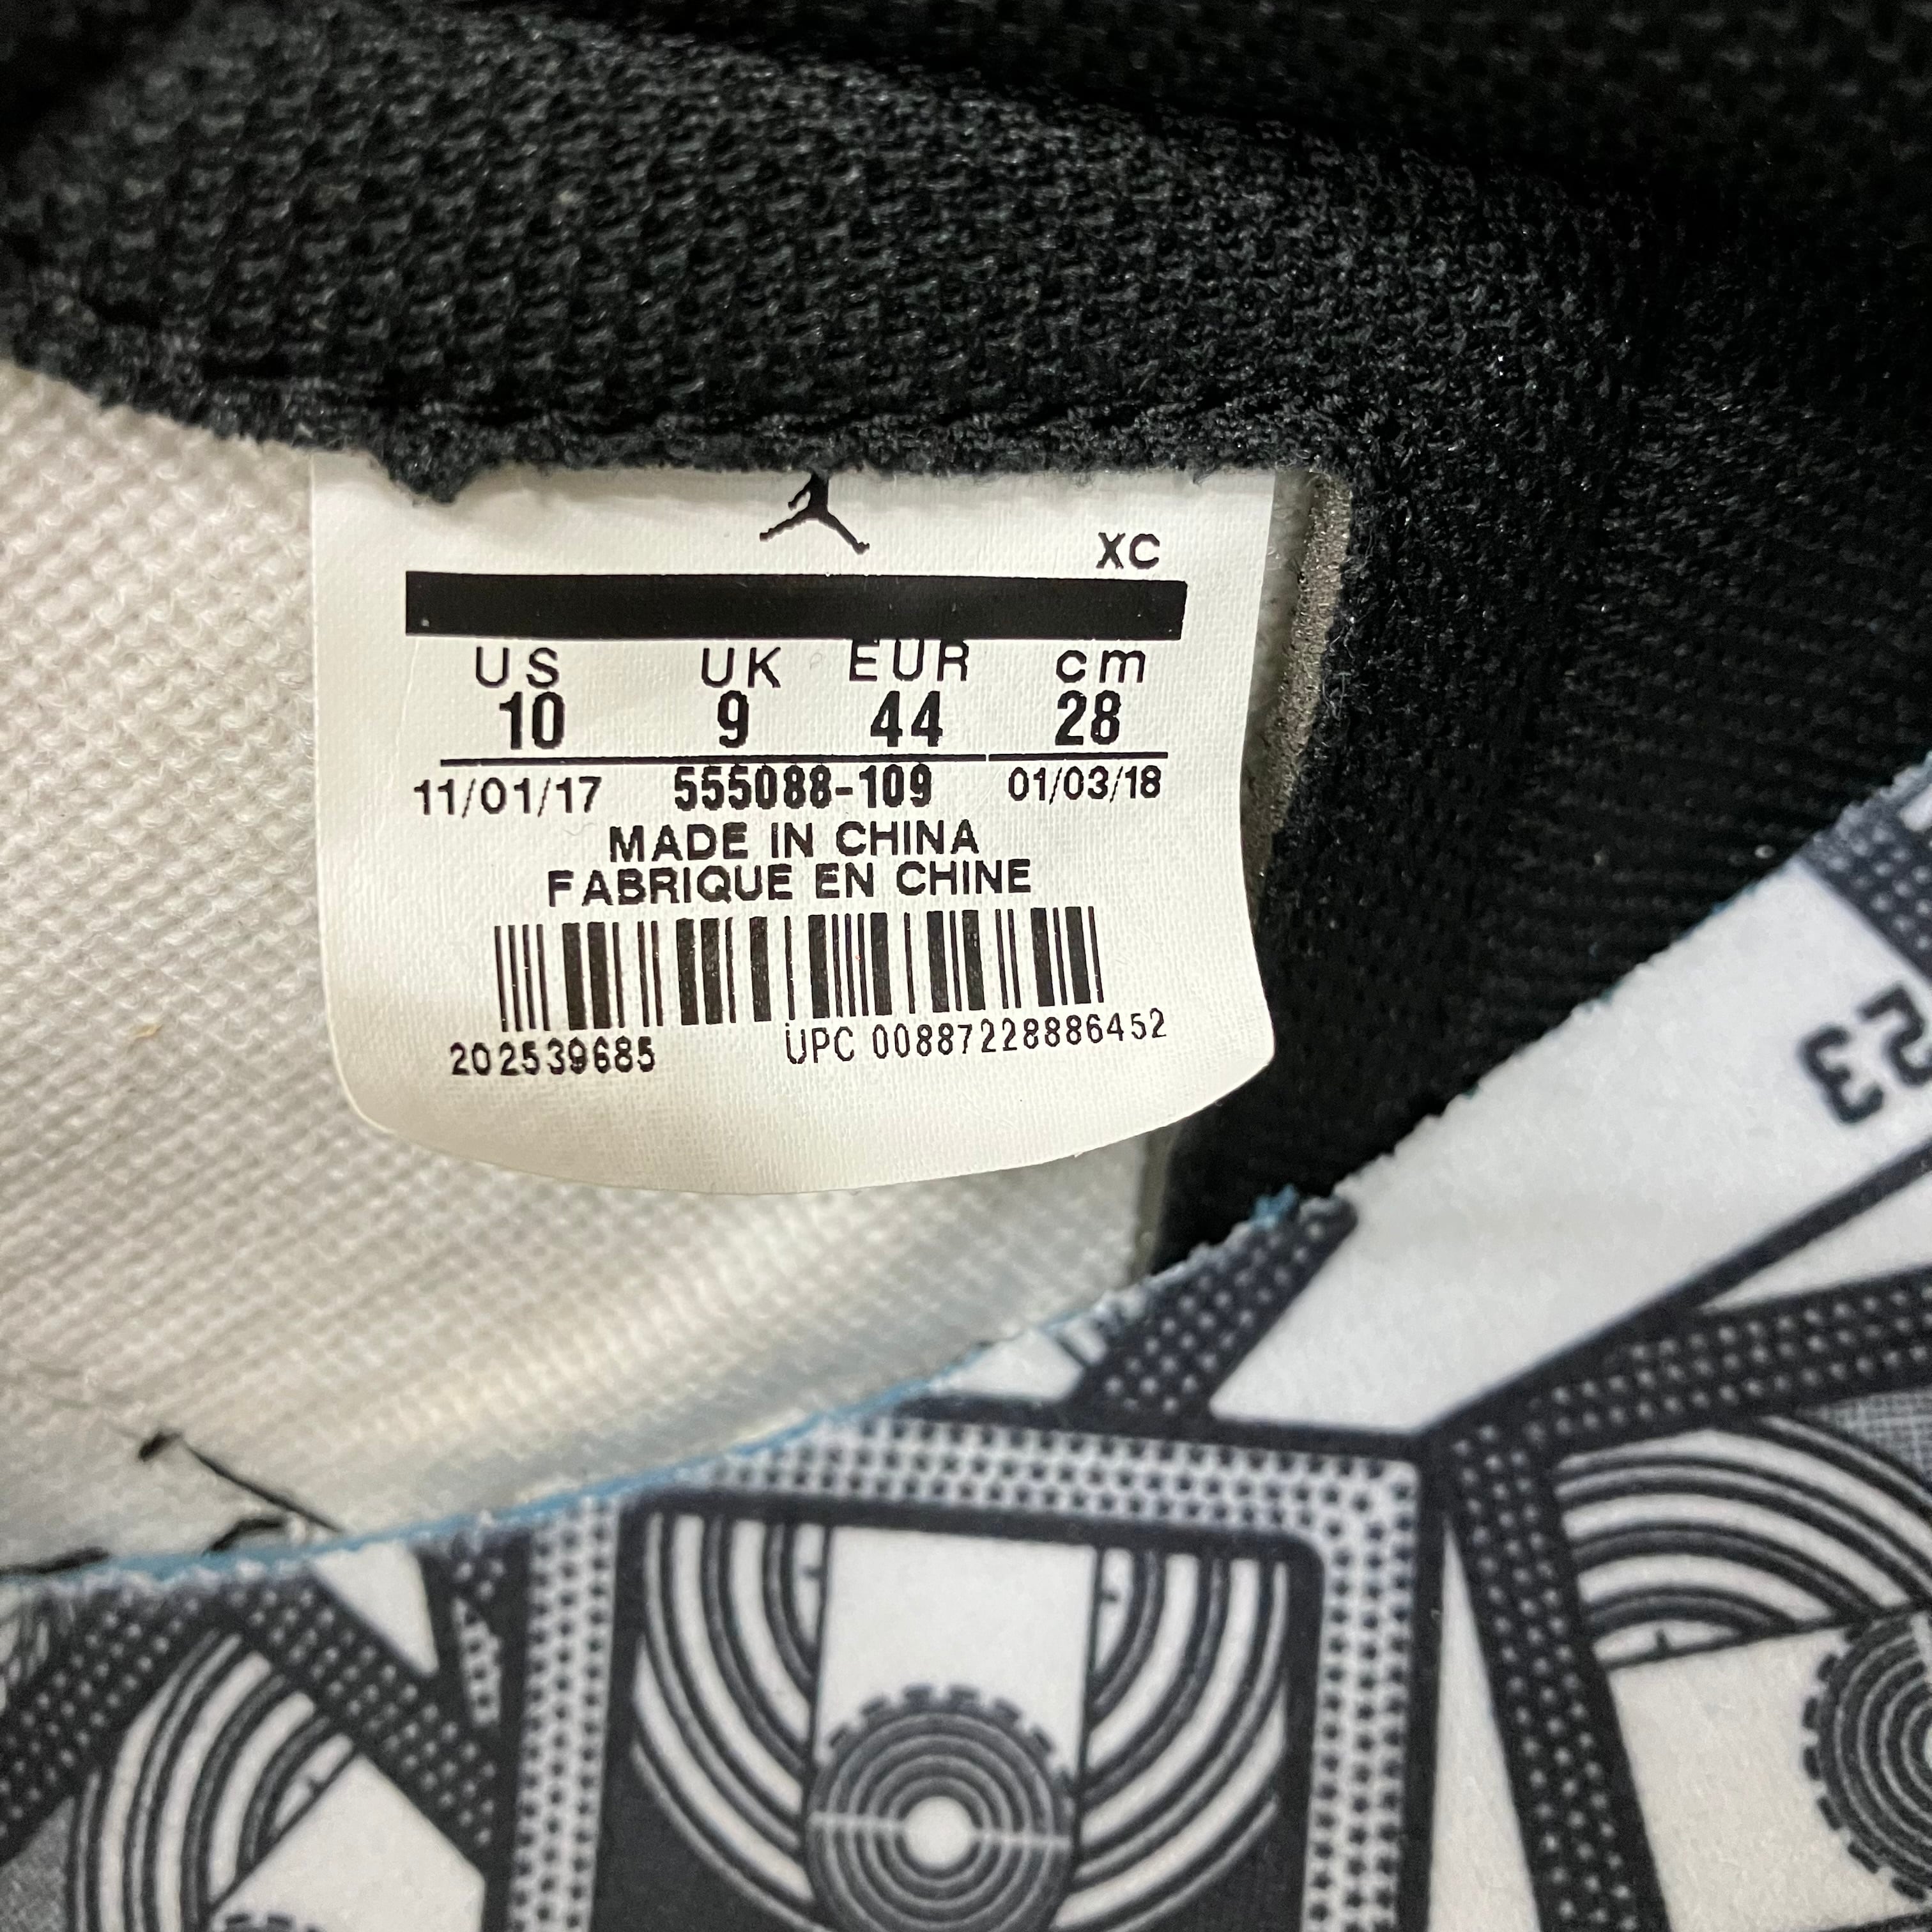 XC
US UK EUR cm
10 9 44 28
11/01/17 555088-109 01/03/18
MADE IN CHINA
FABRIQUE EN CHINE
202539685 UPC 00887228886452
23